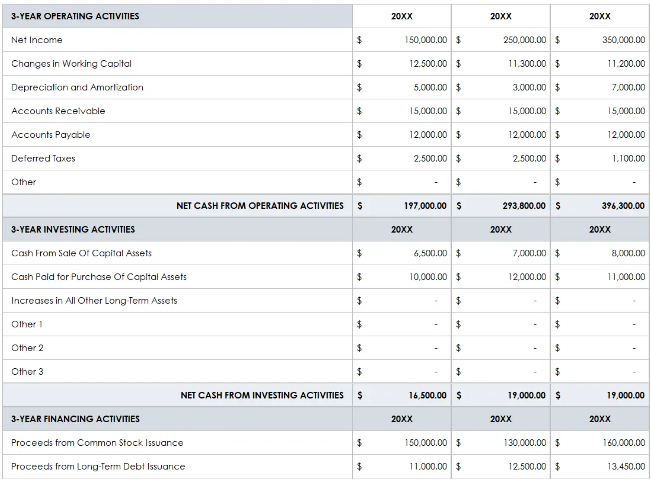 3-YEAR OPERATING ACTIVITIES 20XX 20XX 20XX
Net Income $ 150,000.00 $ 250,000.00 $ 350,000.00
Changes in Working Capital $ 12,500.00 $ 11,300.00 $ 11,200.00
Depreciation and Amortization $ 5,000.00 $ 3,000.00 $ 7,000.00
Accounts Receivable $ 15,000.00 $ 15,000.00 $ 15,000.00
Accounts Payable $ 12,000.00 $ 12,000.00 $ 12,000.00
Deferred Taxes $ 2,500.00 $ 2,500.00 $ 1,100.00
Other $ - $ - $ -
NET CASH FROM OPERATING ACTIVITIES $ 197,000.00 $ 293,800.00 $ 396,300.00
3-YEAR INVESTING ACTIVITIES 20XX 20XX 20XX
Cash From Sale Of Capital Assets $ 6,500.00 $ 7,000.00 $ 8,000.00
Cash Paid for Purchase Of Capital Assets $ 10,000.00 $ 12,000.00 $ 11,000.00
Increases in All Other Long-Term Assets $ - $ - $ -
Other 1 $ - $ - $ -
Other 2 $ - $ - $ -
Other 3 $ - $ - $ -
NET CASH FROM INVESTING ACTIVITIES $ 16,500.00 $ 19,000.00 $ 19,000.00
3-YEAR FINANCING ACTIVITIES 20XX 20XX 20XX
Proceeds from Common Stock Issuance $ 150,000.00 $ 130,000.00 $ 160,000.00
Proceeds from Long-Term Debt Issuance $ 11,000.00 $ 12,500.00 $ 13,450.00